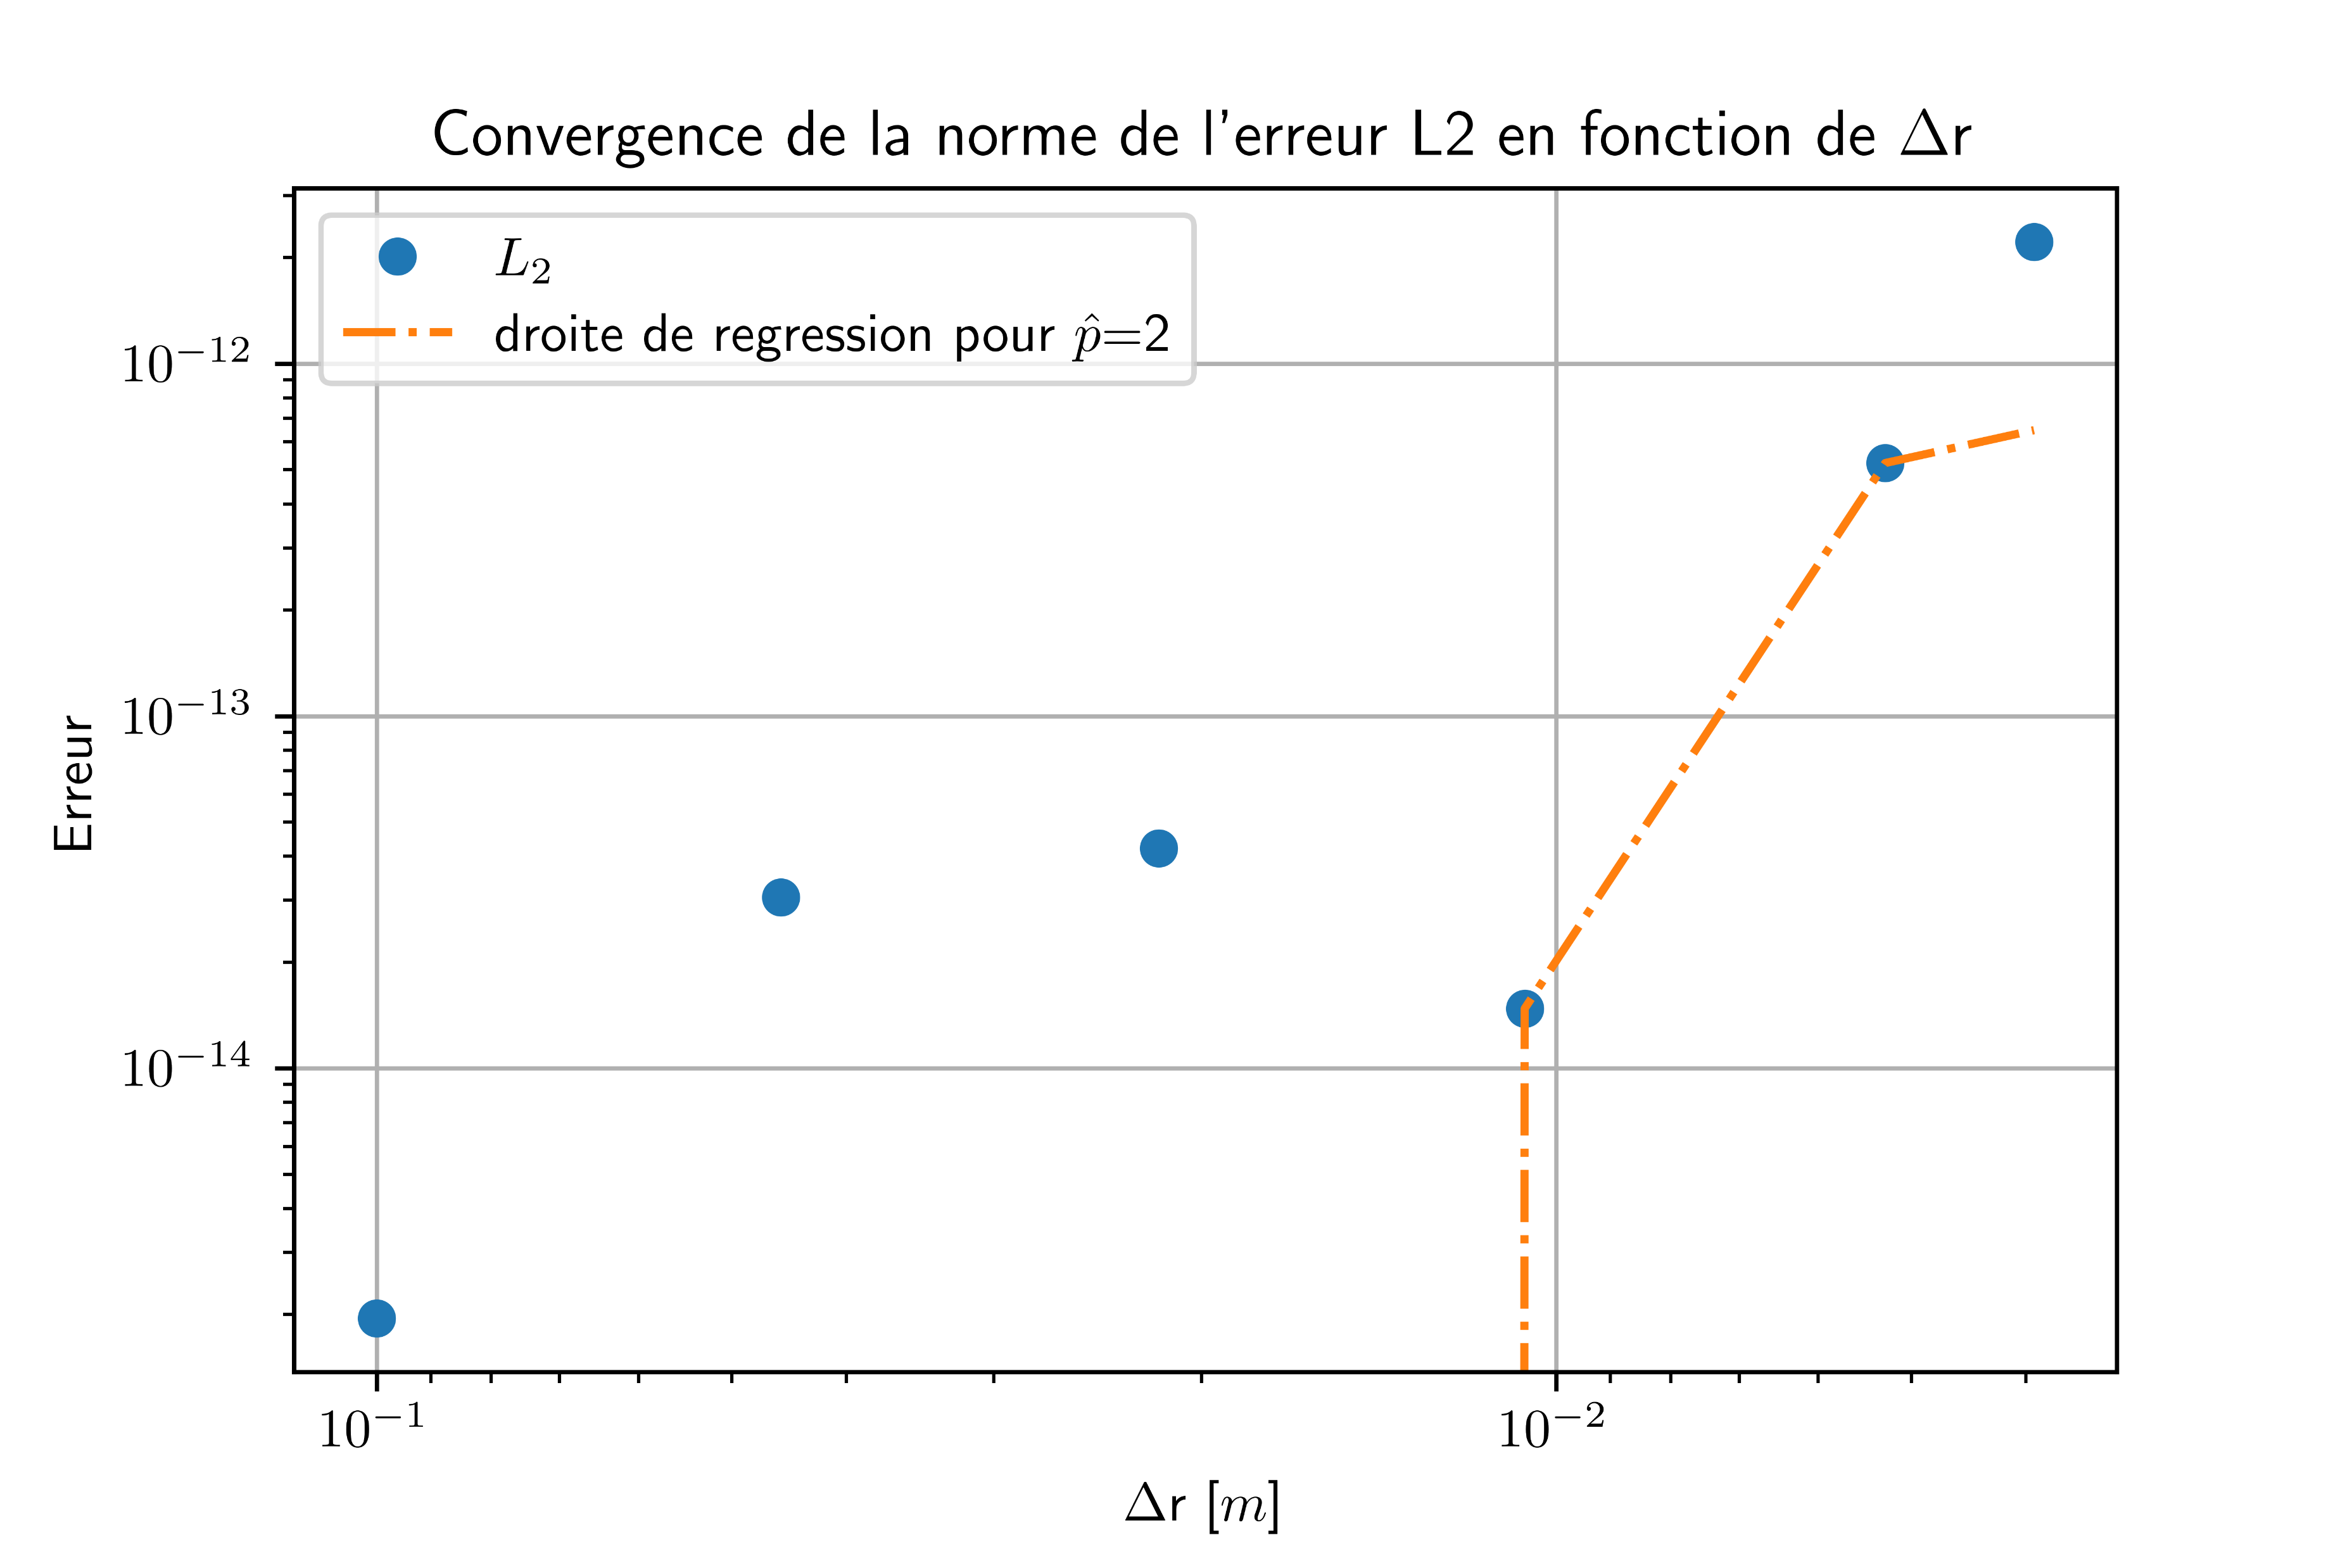 Convergence de la norme de l'erreur L2 en fonction de Δr
L₂
droite de regression pour p̂=2
10⁻¹²
10⁻¹³
10⁻¹⁴
Erreur
10⁻¹ 10⁻²
Δr [m]